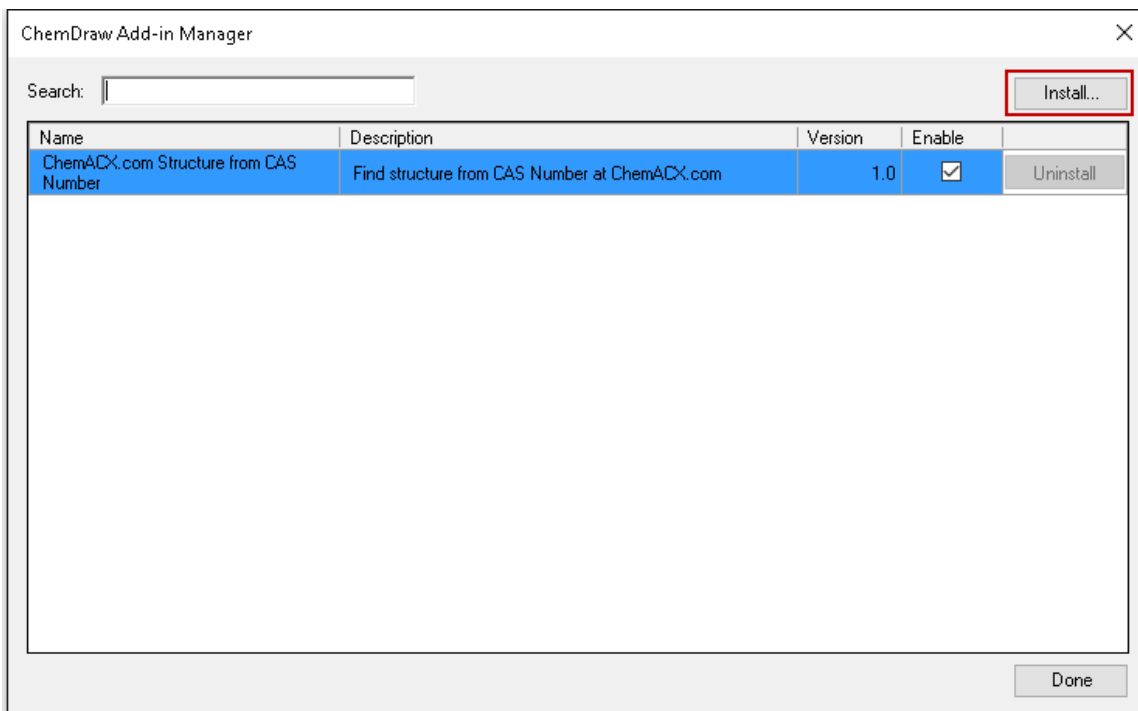 ChemDraw Add-in Manager
Search:
Install...
Name Description Version Enable
ChemACX.com Structure from CAS
Number
Find structure from CAS Number at ChemACX.com 1.0 Uninstall
Done